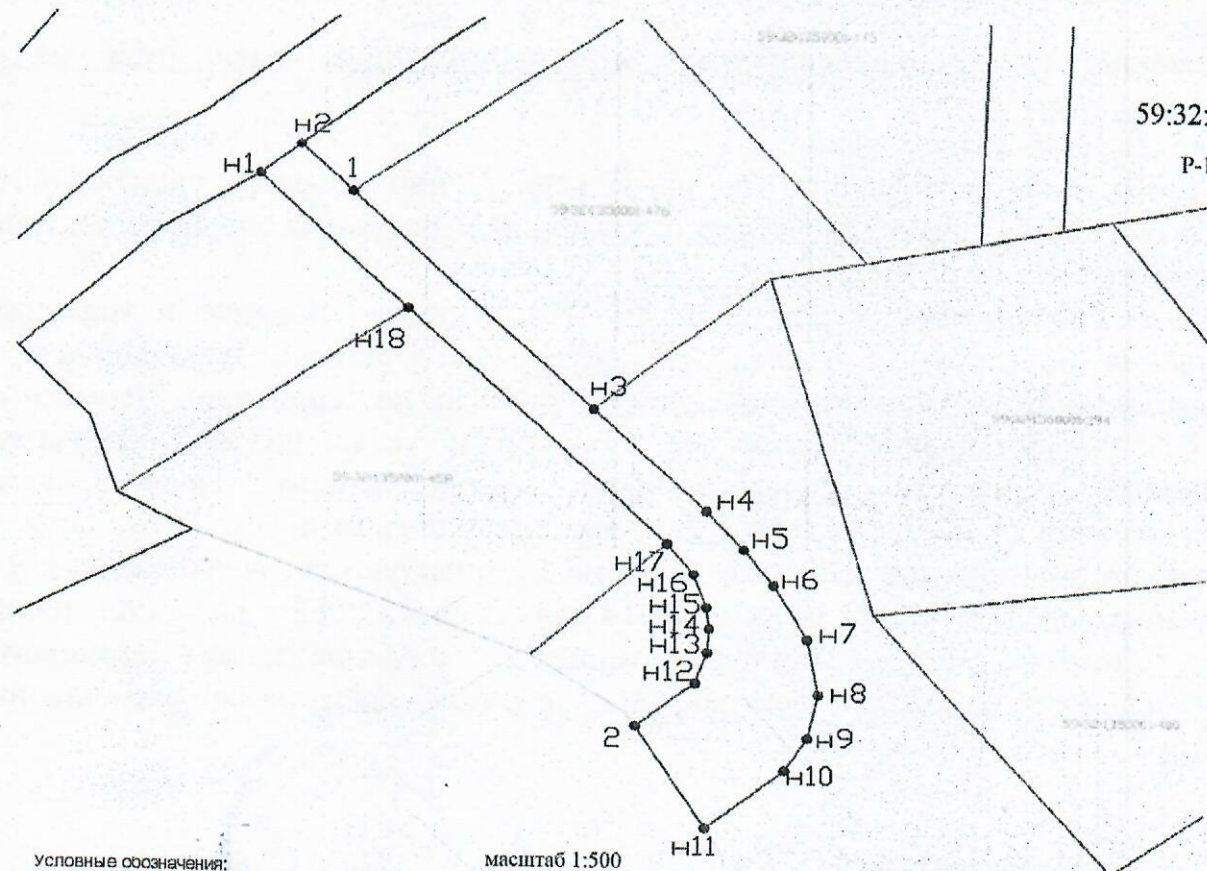 59:32:
Р-1
н2
н1
1
н18
н3
н4
н5
н17
н16
н6
н15
н14
н7
н13
н12
н8
2
н9
н10
н11
Условные обозначения:
масштаб 1:500